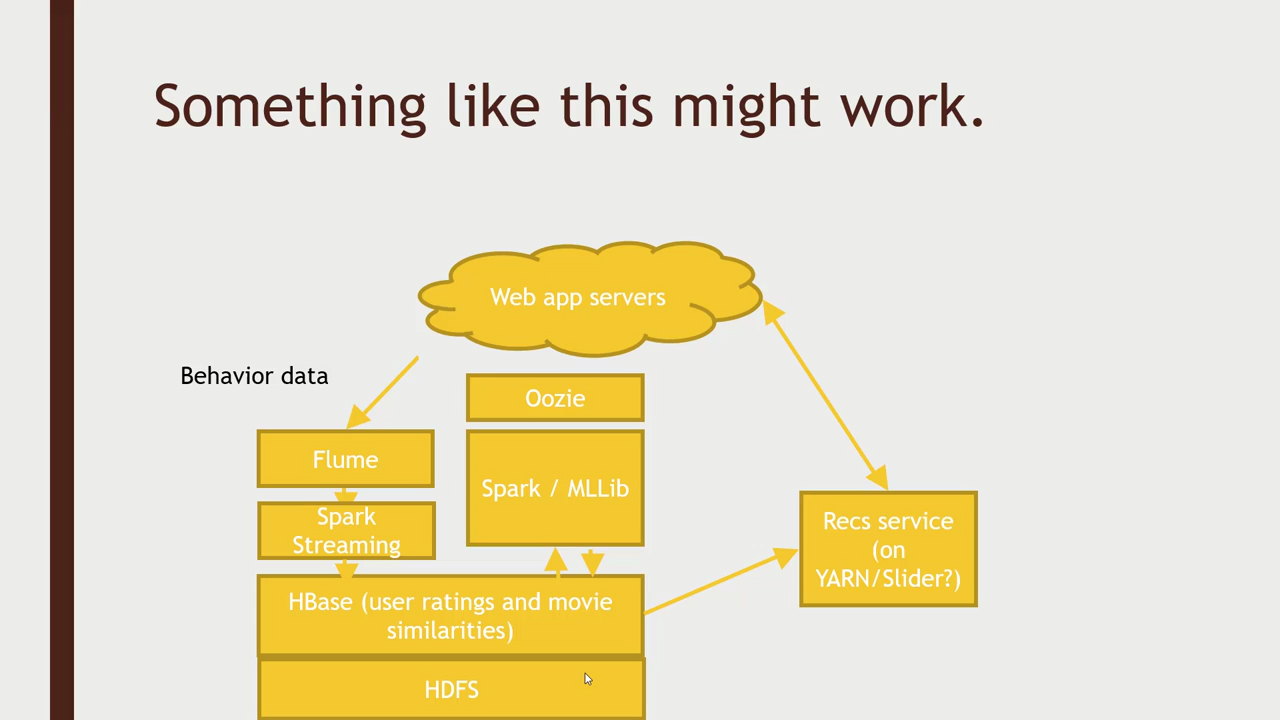 Something like this might work.
Web app servers
Behavior data
Oozie
Flume
Spark / MLLib
Spark
Streaming
Recs service
(on
YARN/Slider?)
HBase (user ratings and movie
similarities)
HDFS